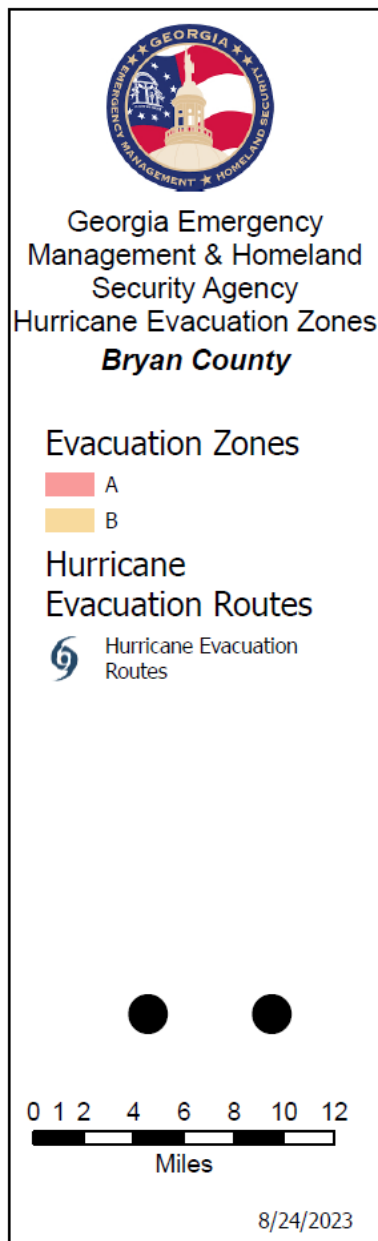 GEORGIA
EMERGENCY MANAGEMENT
HOMELAND SECURITY
Georgia Emergency
Management & Homeland
Security Agency
Hurricane Evacuation Zones
Bryan County
Evacuation Zones
A
B
Hurricane
Evacuation Routes
Hurricane Evacuation
Routes
0 1 2 4 6 8 10 12
Miles
8/24/2023